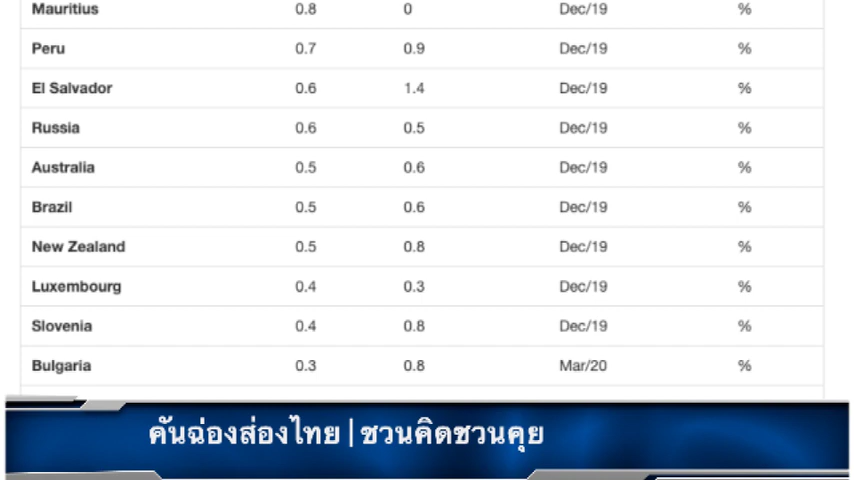 Mauritius 0.8 0 Dec/19 %
Peru 0.7 0.9 Dec/19 %
El Salvador 0.6 1.4 Dec/19 %
Russia 0.6 0.5 Dec/19 %
Australia 0.5 0.6 Dec/19 %
Brazil 0.5 0.6 Dec/19 %
New Zealand 0.5 0.8 Dec/19 %
Luxembourg 0.4 0.3 Dec/19 %
Slovenia 0.4 0.8 Dec/19 %
Bulgaria 0.3 0.8 Mar/20 %
คันฉ่องส่องไทย | ชวนคิดชวนคุย